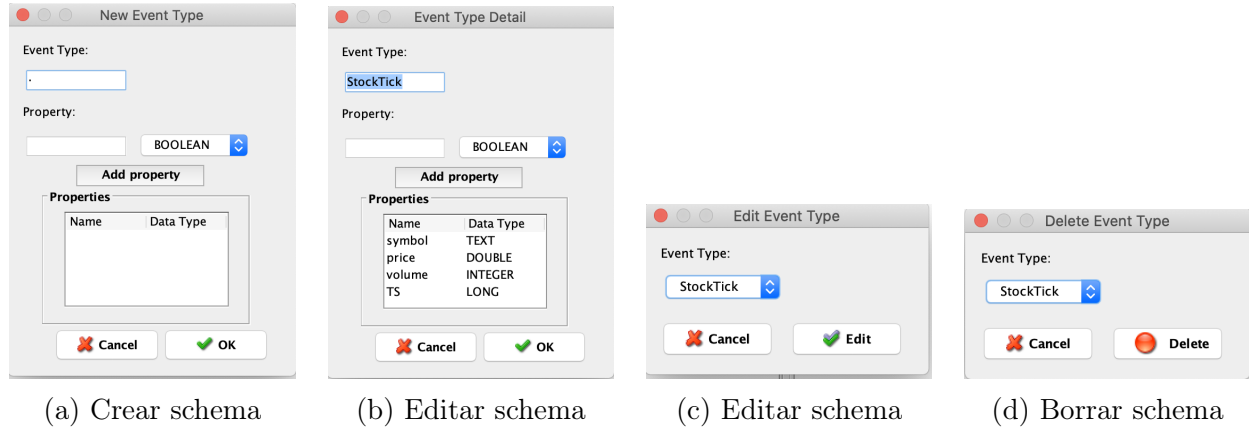 New Event Type
Event Type:
.
Property:
BOOLEAN
Add property
Properties
Name Data Type
Cancel OK
(a) Crear schema
Event Type Detail
Event Type:
StockTick
Property:
BOOLEAN
Add property
Properties
Name Data Type
symbol TEXT
price DOUBLE
volume INTEGER
TS LONG
Cancel OK
(b) Editar schema
Edit Event Type
Event Type:
StockTick
Cancel Edit
(c) Editar schema
Delete Event Type
Event Type:
StockTick
Cancel Delete
(d) Borrar schema